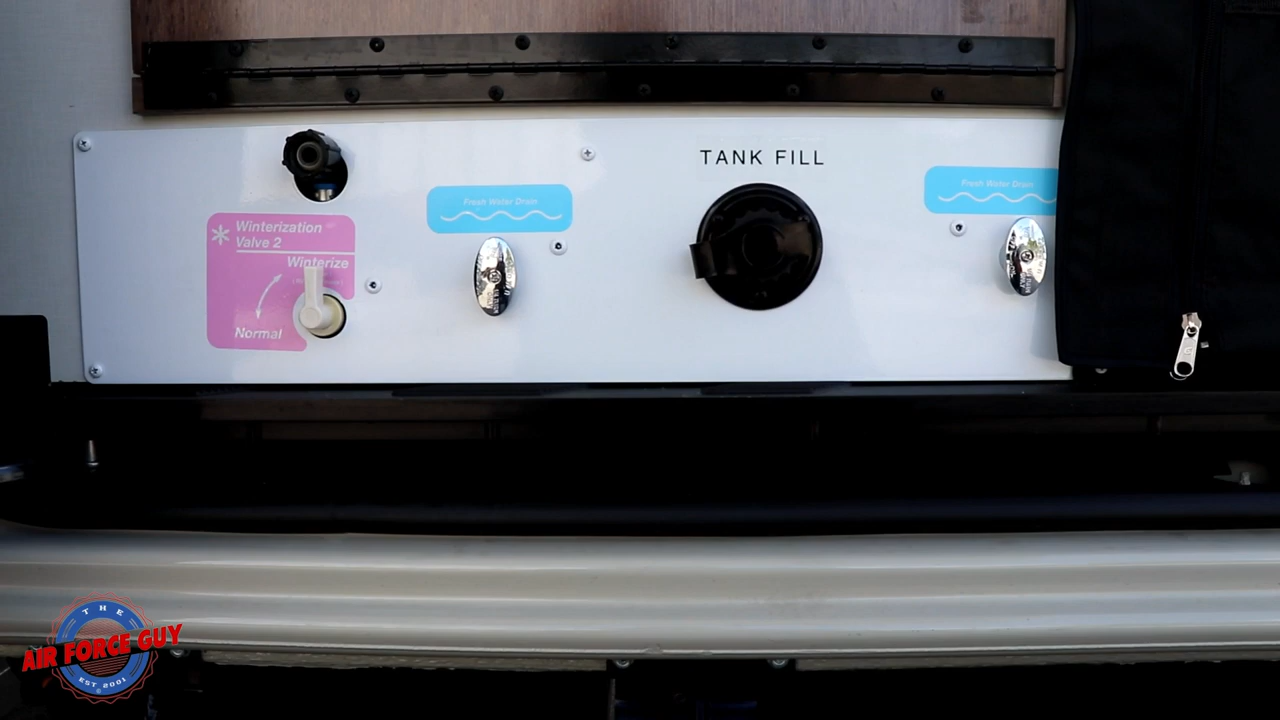 TANK FILL
Fresh Water Drain
Fresh Water Drain
Winterization
Valve 2
Winterize
Normal
THE
AIR FORCE GUY
EST 2001